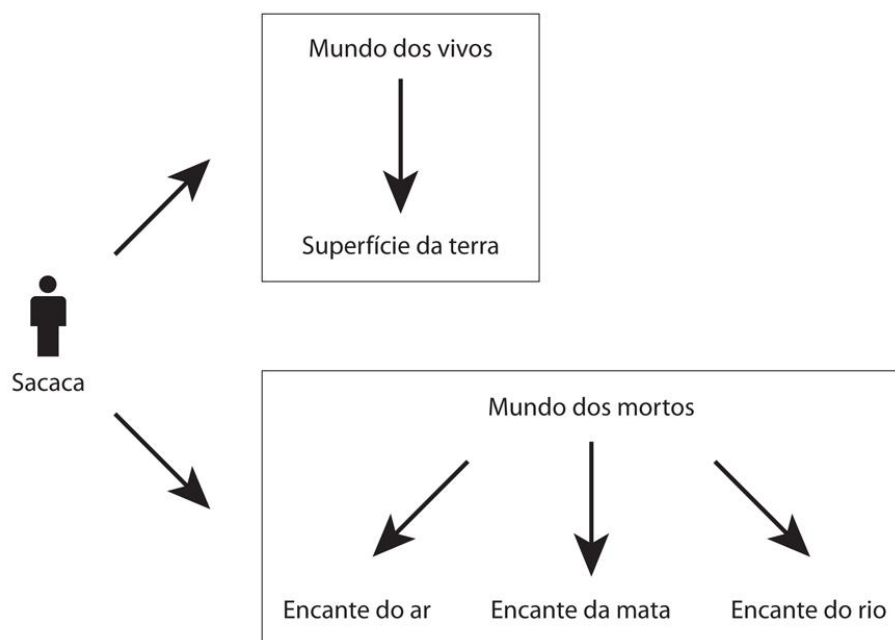 Mundo dos vivos
Superfície da terra
Sacaca
Mundo dos mortos
Encante do ar
Encante da mata
Encante do rio